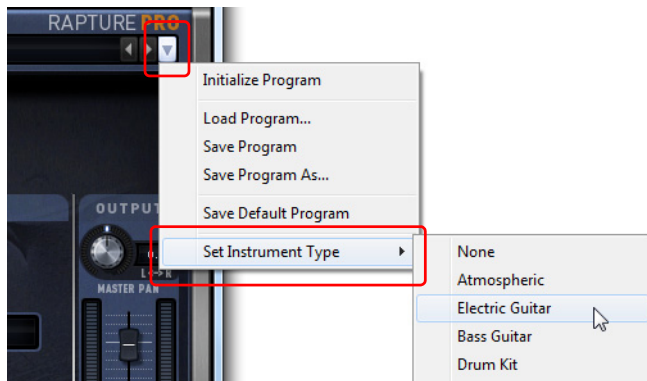 RAPTURE PRO
Initialize Program
Load Program...
Save Program
Save Program As...
Save Default Program
Set Instrument Type
None
Atmospheric
Electric Guitar
Bass Guitar
Drum Kit
OUTPUT
L<->R
MASTER PAN